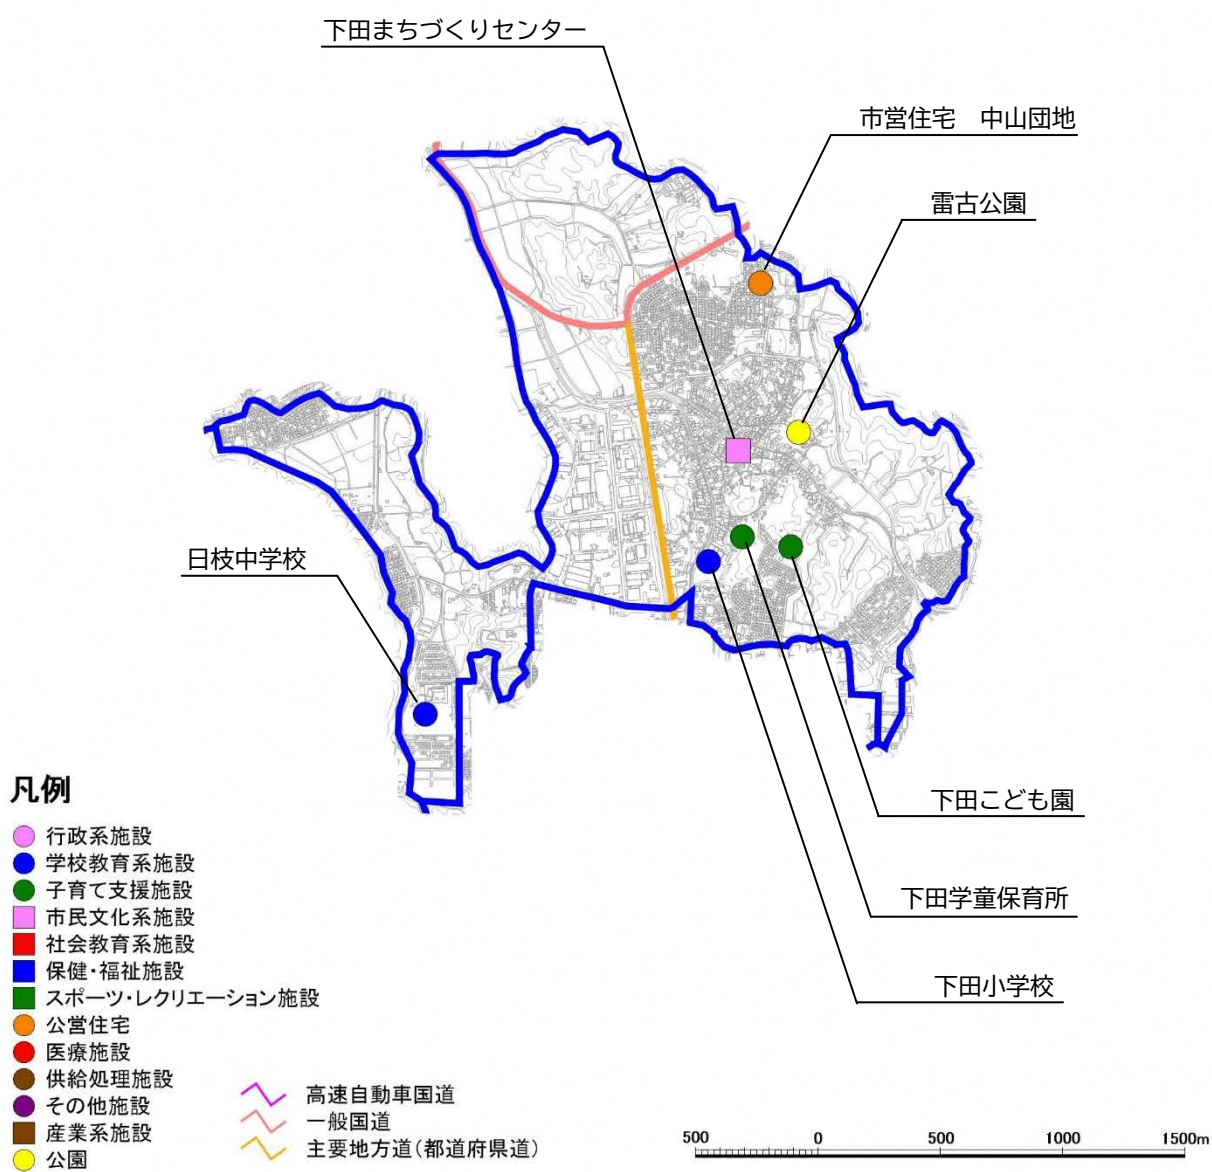 下田まちづくりセンター
市営住宅　中山団地
雷古公園
日枝中学校
下田こども園
下田学童保育所
下田小学校
凡例
行政系施設
学校教育系施設
子育て支援施設
市民文化系施設
社会教育系施設
保健・福祉施設
スポーツ・レクリエーション施設
公営住宅
医療施設
供給処理施設
その他施設
産業系施設
公園
高速自動車国道
一般国道
主要地方道(都道府県道)
500 0 500 1000 1500m